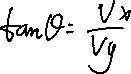 tanθ = Vx/Vy